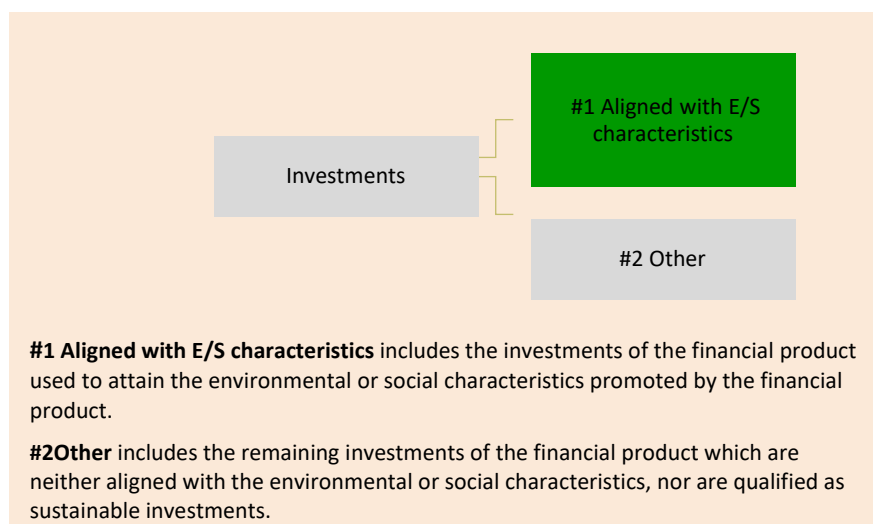 #1 Aligned with E/S
characteristics
Investments
#2 Other
#1 Aligned with E/S characteristics includes the investments of the financial product
used to attain the environmental or social characteristics promoted by the financial
product.
#2Other includes the remaining investments of the financial product which are
neither aligned with the environmental or social characteristics, nor are qualified as
sustainable investments.